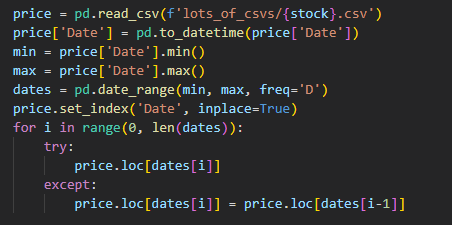 price = pd.read_csv(f'lots_of_csvs/{stock}.csv')
price['Date'] = pd.to_datetime(price['Date'])
min = price['Date'].min()
max = price['Date'].max()
dates = pd.date_range(min, max, freq='D')
price.set_index('Date', inplace=True)
for i in range(0, len(dates)):
    try:
        price.loc[dates[i]]
    except:
        price.loc[dates[i]] = price.loc[dates[i-1]]